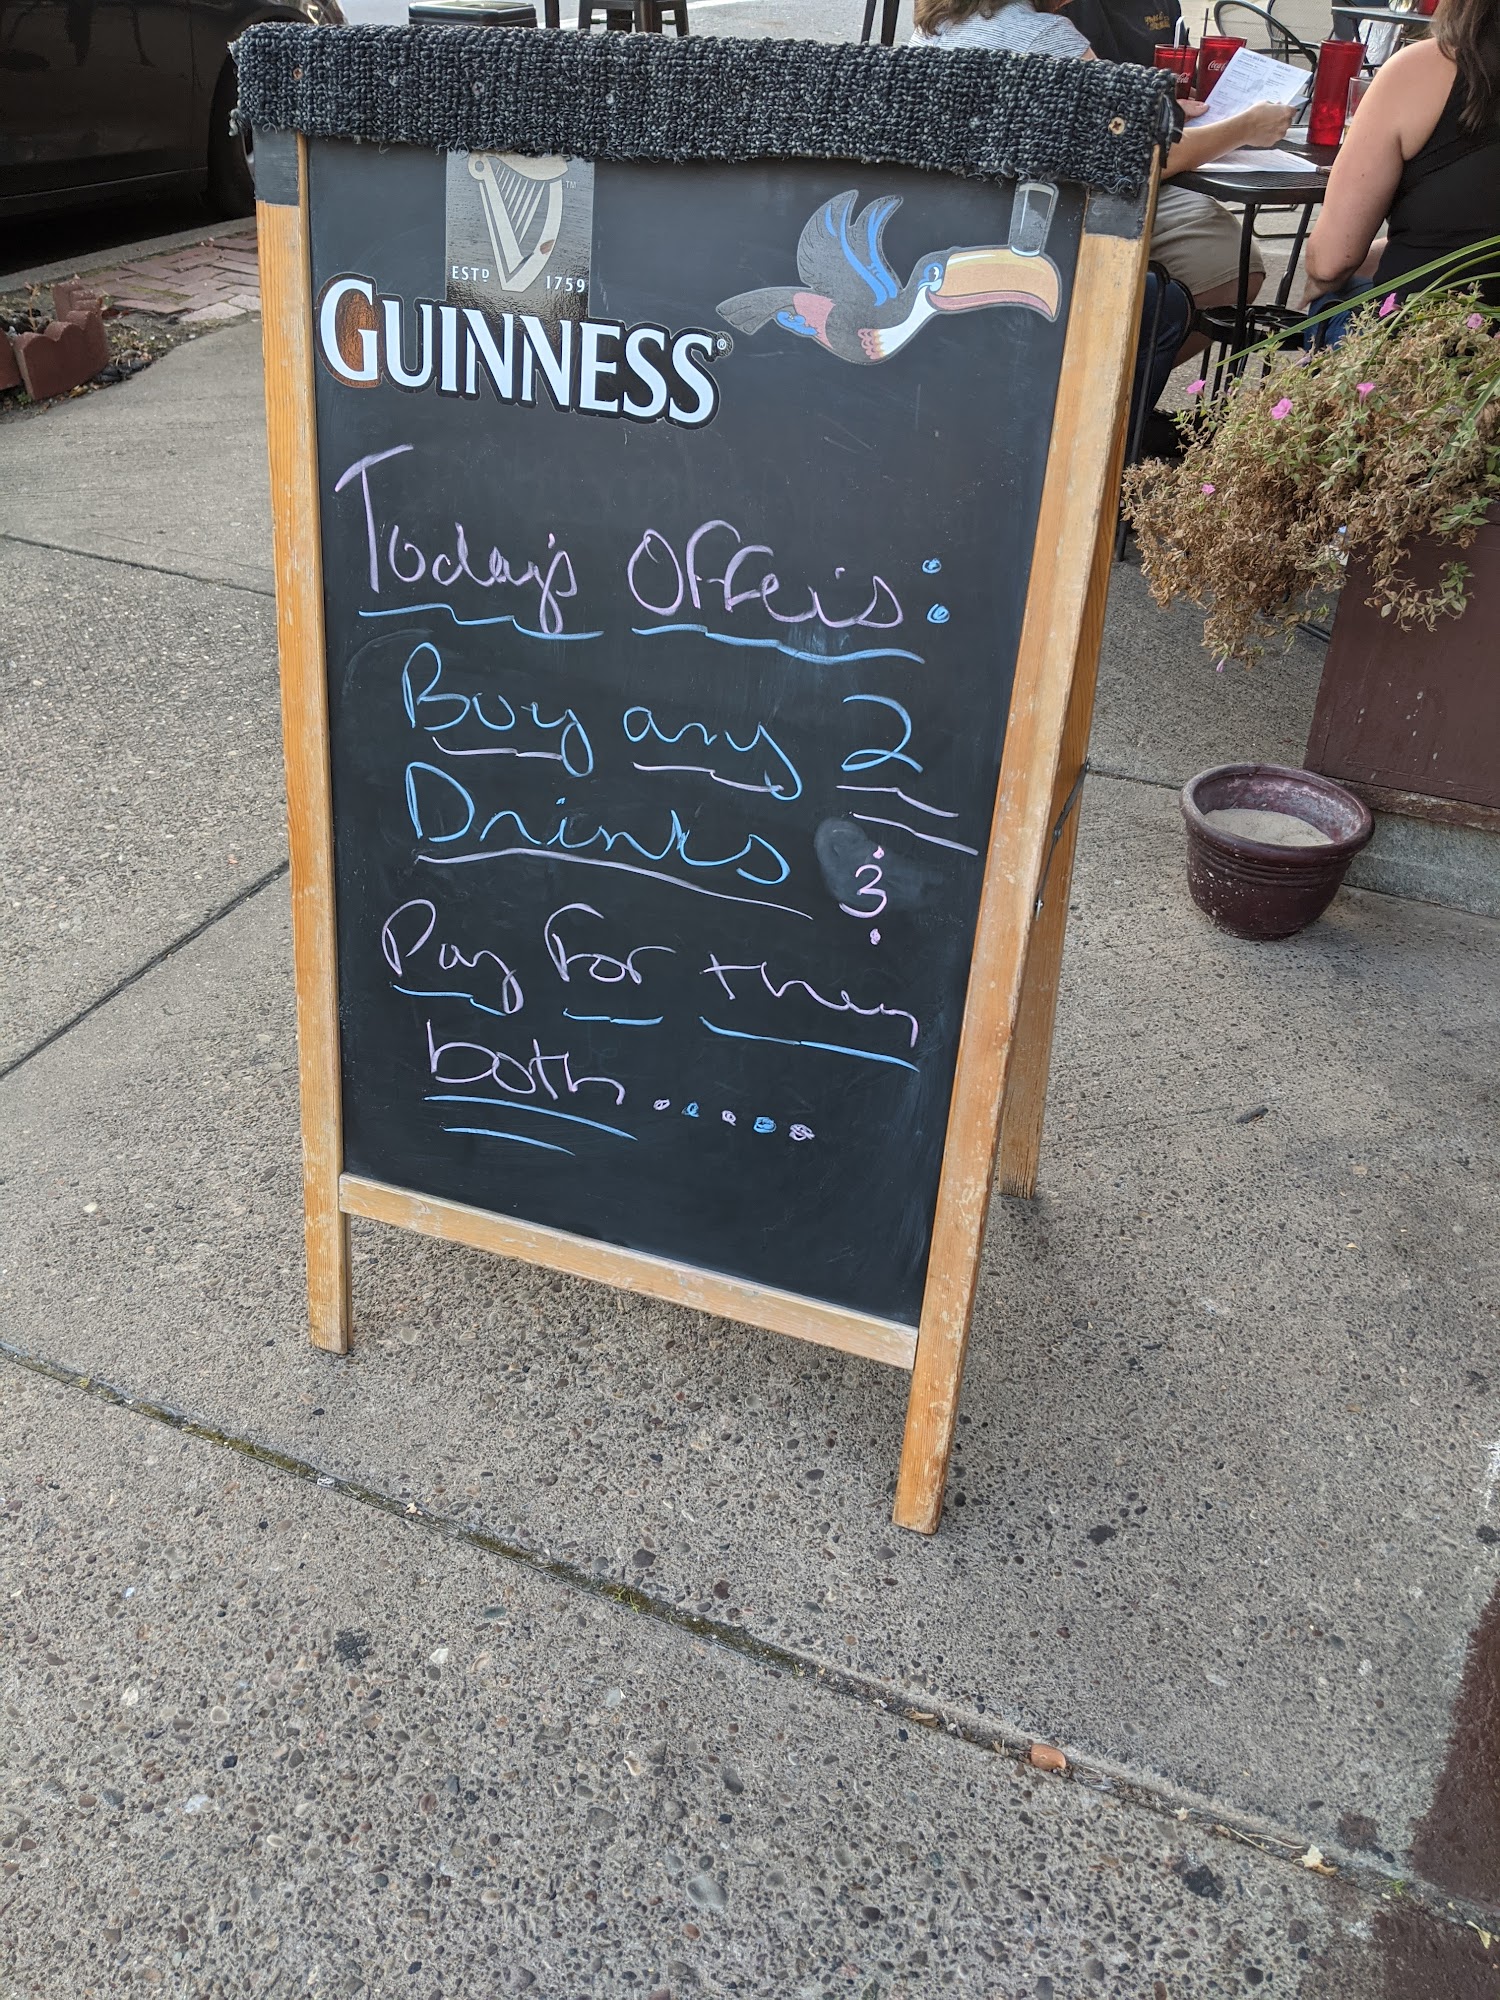 ESTD 1759
GUINNESS®
Today's Offers:
Buy any 2
Drinks &
Pay For them
both.....